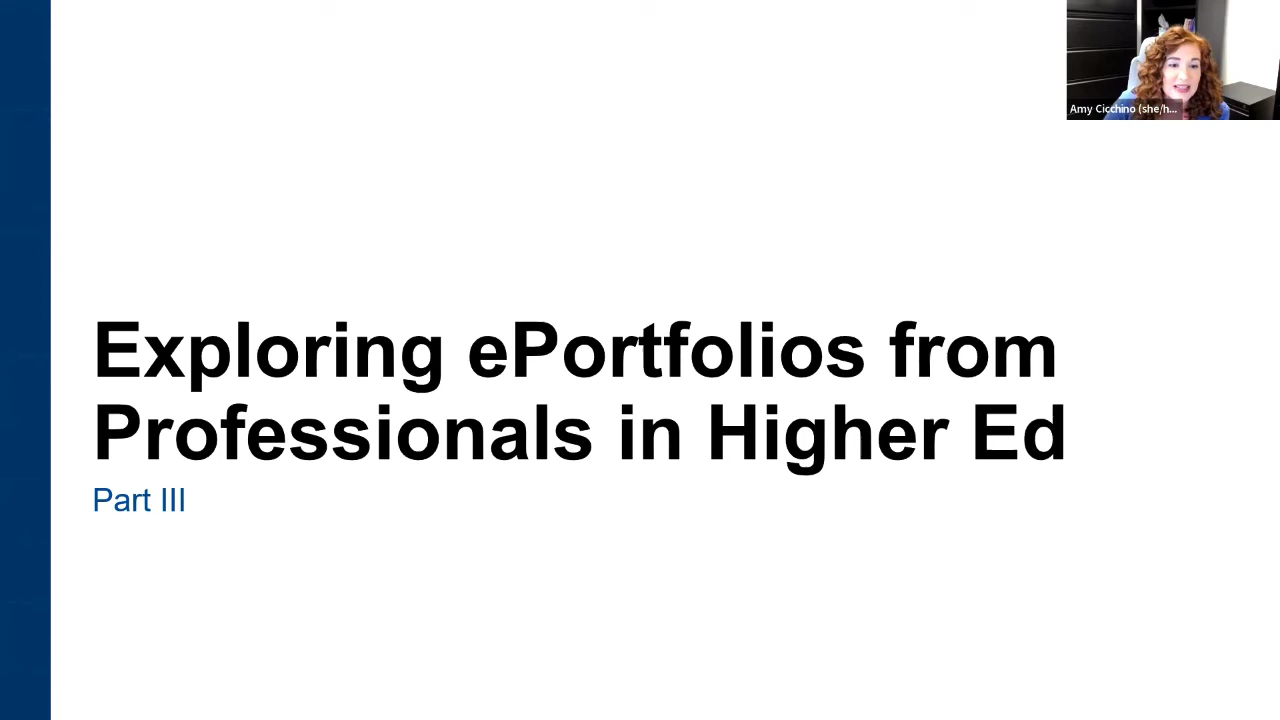 Amy Cicchino (she/h...
Exploring ePortfolios from
Professionals in Higher Ed
Part III